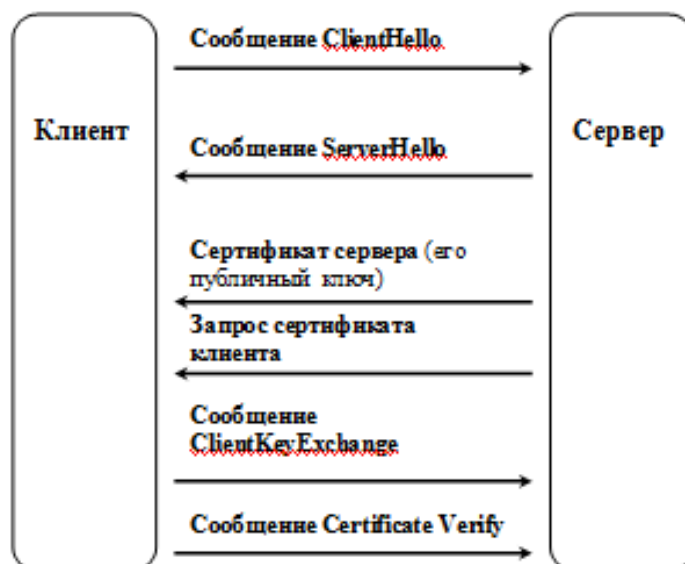 Сообщение ClientHello
Клиент
Сервер
Сообщение ServerHello
Сертификат сервера (его
публичный ключ)
Запрос сертификата
клиента
Сообщение
ClientKeyExchange
Сообщение Certificate Verify